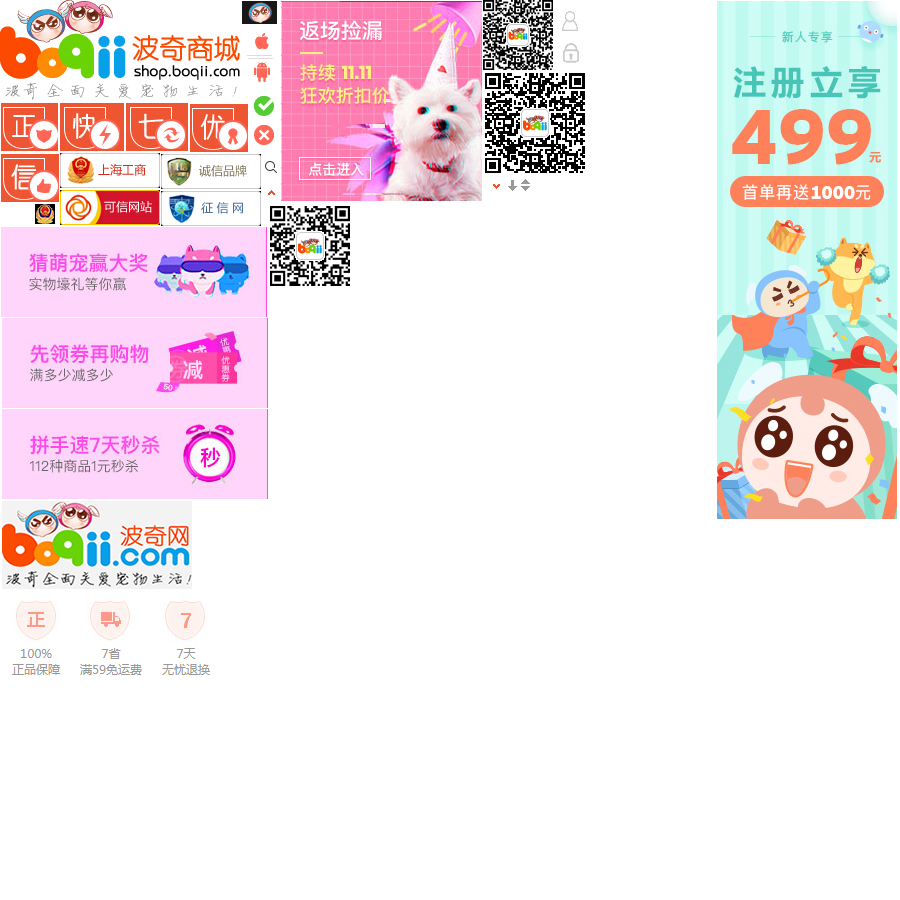 boqii 波奇商城
shop.boqii.com
波奇全面关爱宠物生活!
正
快
七
优
信
上海工商
诚信品牌
可信网站
征信网
返场捡漏
持续 11.11
狂欢折扣价
点击进入
boqii
boqii
boqii
猜萌宠赢大奖
实物壕礼等你赢
先领券再购物
满多少减多少
减
减
优惠
优惠券
50
拼手速7天秒杀
112种商品1元秒杀
秒
boqii 波奇网
.com
波奇全面关爱宠物生活!
正
7
100%
7省
7天
正品保障
满59免运费
无忧退换
新人专享
注册立享
499元
首单再送1000元